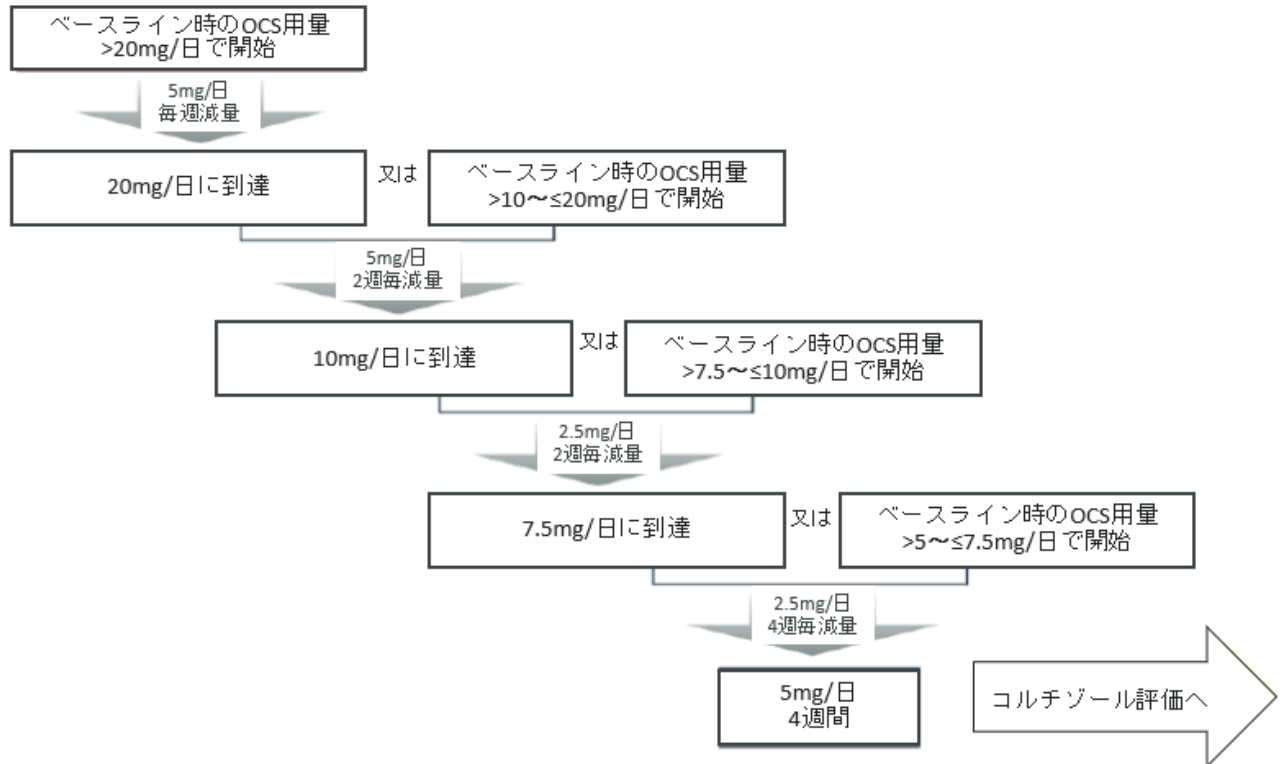 ベースライン時のOCS用量
>20mg/日で開始
5mg/日
毎週減量
20mg/日に到達
又は
ベースライン時のOCS用量
>10～≤20mg/日で開始
5mg/日
2週毎減量
10mg/日に到達
又は
ベースライン時のOCS用量
>7.5～≤10mg/日で開始
2.5mg/日
2週毎減量
7.5mg/日に到達
又は
ベースライン時のOCS用量
>5～≤7.5mg/日で開始
2.5mg/日
4週毎減量
5mg/日
4週間
コルチゾール評価へ